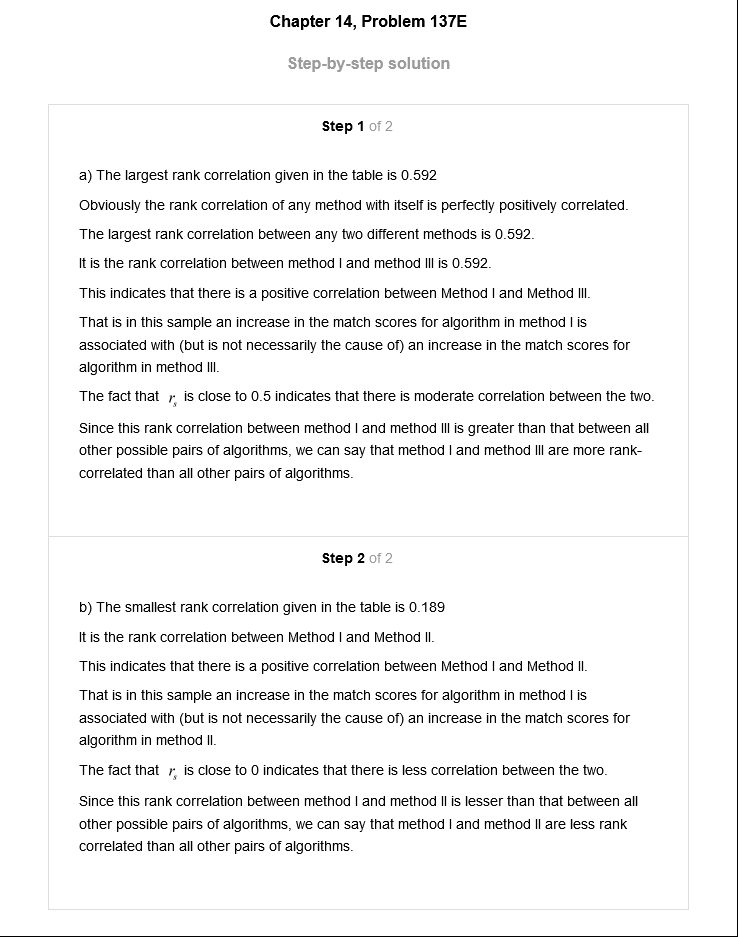 Chapter 14, Problem 137E
Step-by-step solution
Step 1 of 2
a) The largest rank correlation given in the table is 0.592
Obviously the rank correlation of any method with itself is perfectly positively correlated.
The largest rank correlation between any two different methods is 0.592.
It is the rank correlation between method I and method III is 0.592.
This indicates that there is a positive correlation between Method I and Method III.
That is in this sample an increase in the match scores for algorithm in method I is
associated with (but is not necessarily the cause of) an increase in the match scores for
algorithm in method III.
The fact that rₛ is close to 0.5 indicates that there is moderate correlation between the two.
Since this rank correlation between method I and method III is greater than that between all
other possible pairs of algorithms, we can say that method I and method III are more rank-
correlated than all other pairs of algorithms.
Step 2 of 2
b) The smallest rank correlation given in the table is 0.189
It is the rank correlation between Method I and Method II.
This indicates that there is a positive correlation between Method I and Method II.
That is in this sample an increase in the match scores for algorithm in method I is
associated with (but is not necessarily the cause of) an increase in the match scores for
algorithm in method II.
The fact that rₛ is close to 0 indicates that there is less correlation between the two.
Since this rank correlation between method I and method II is lesser than that between all
other possible pairs of algorithms, we can say that method I and method II are less rank
correlated than all other pairs of algorithms.